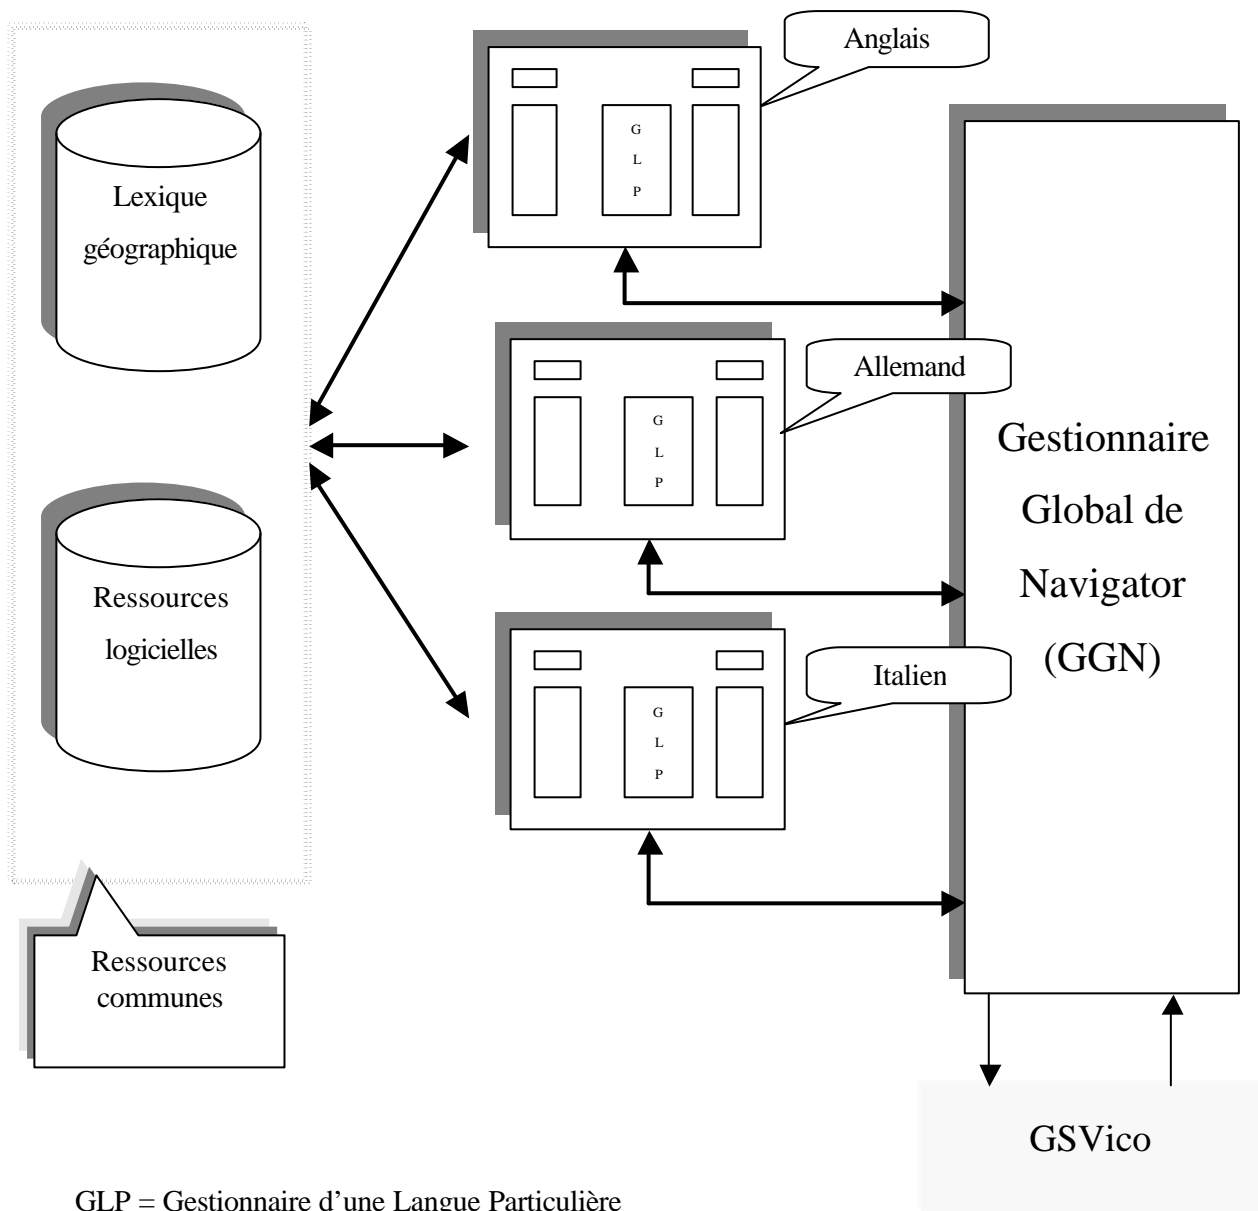 Anglais
Lexique
géographique
G
L
P
Allemand
G
L
P
Gestionnaire
Global de
Navigator
(GGN)
Ressources
logicielles
Italien
G
L
P
Ressources
communes
GSVico
GLP = Gestionnaire d’une Langue Particulière